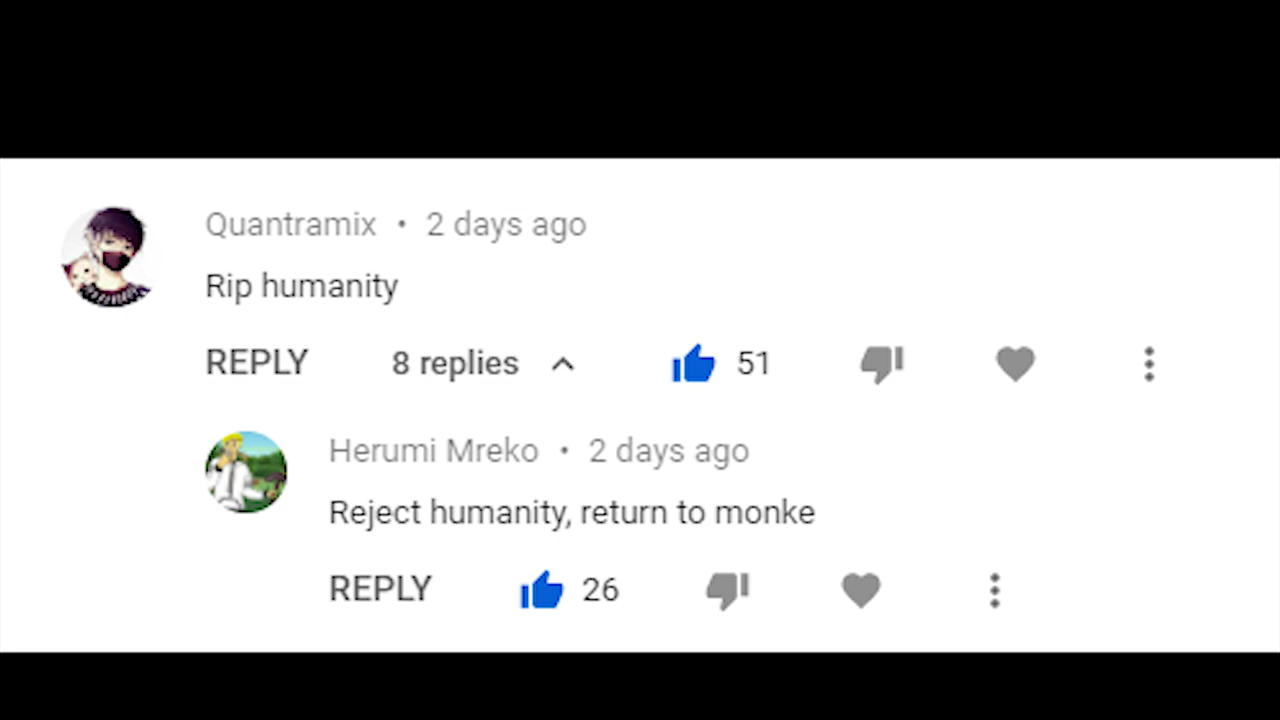 Quantramix • 2 days ago
Rip humanity
REPLY 8 replies 51
Herumi Mreko • 2 days ago
Reject humanity, return to monke
REPLY 26